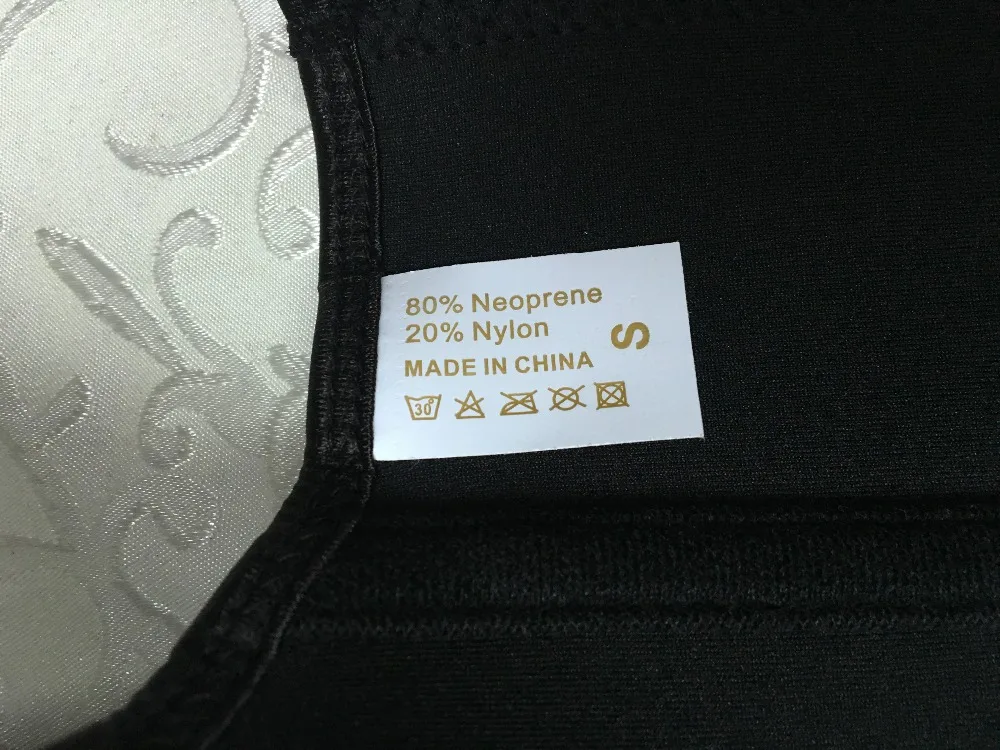 80% Neoprene
20% Nylon
S
MADE IN CHINA
30°